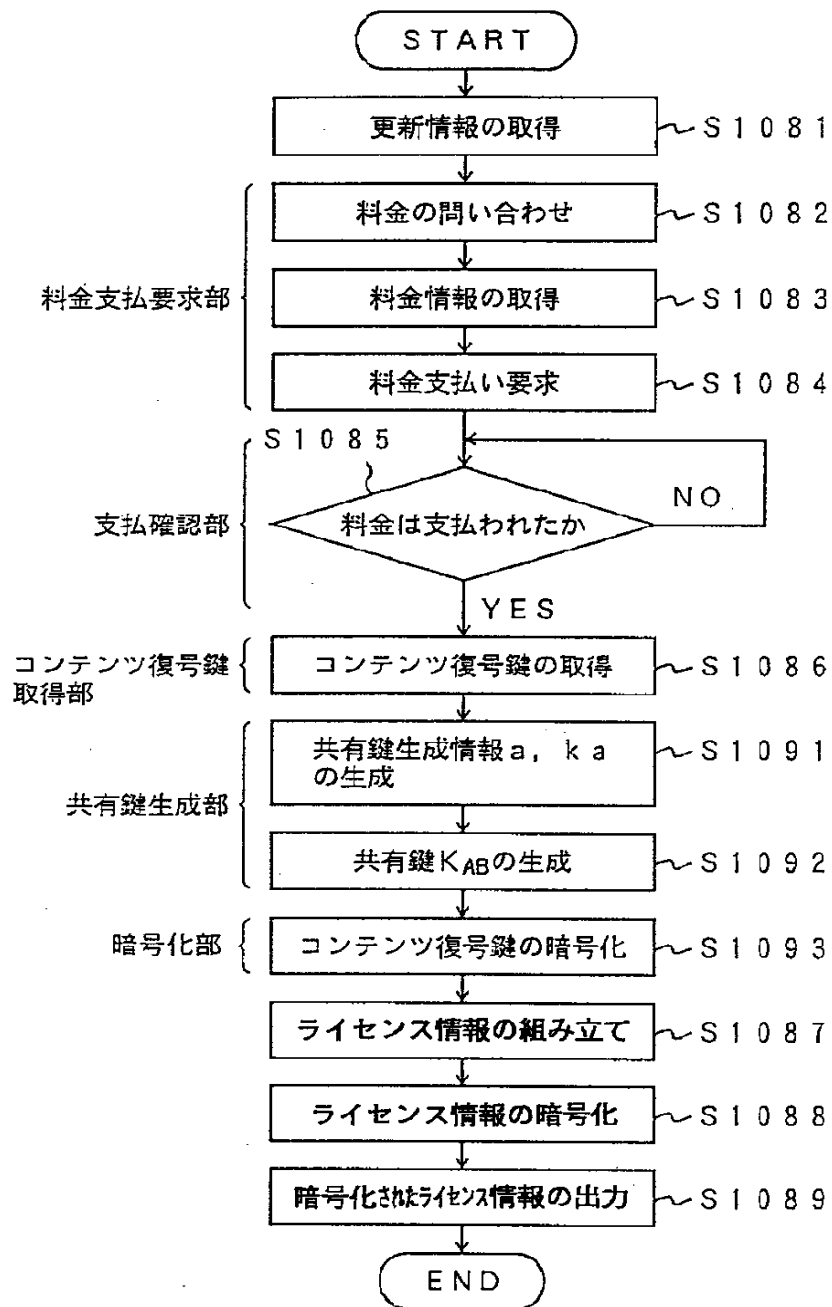 START
更新情報の取得 S1081
料金の問い合わせ S1082
料金支払要求部
料金情報の取得 S1083
料金支払い要求 S1084
S1085
料金は支払われたか
NO
支払確認部
YES
コンテンツ復号鍵
取得部
コンテンツ復号鍵の取得 S1086
共有鍵生成情報a，ka
の生成
S1091
共有鍵生成部
共有鍵KABの生成 S1092
暗号化部
コンテンツ復号鍵の暗号化 S1093
ライセンス情報の組み立て S1087
ライセンス情報の暗号化 S1088
暗号化されたライセンス情報の出力 S1089
END